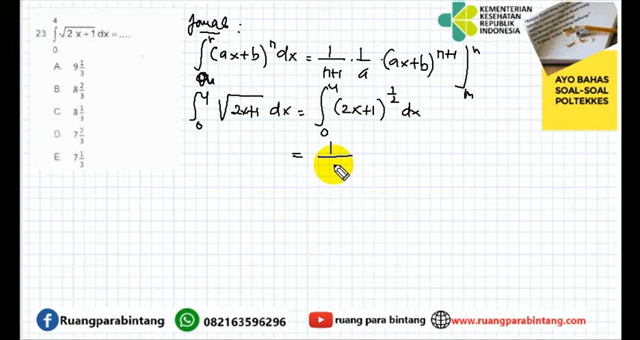 23. ∫₀⁴ √2 x + 1 dx = ....
A. 9 1/3
B. 8 2/3
C. 8 1/3
D. 7 2/3
E. 7 1/3
Jawab :
∫ (ax+b)ⁿ dx = 1/(n+1) · 1/a · (ax+b)ⁿ⁺¹ ]ₘⁿ
∫₀⁴ √2x+1 dx = ∫₀⁴ (2x+1)^(1/2) dx
= 1
KEMENTERIAN
KESEHATAN
REPUBLIK
INDONESIA
AYO BAHAS
SOAL-SOAL
POLTEKKES
Ruangparabintang
082163596296
ruang para bintang
www.ruangparabintang.com